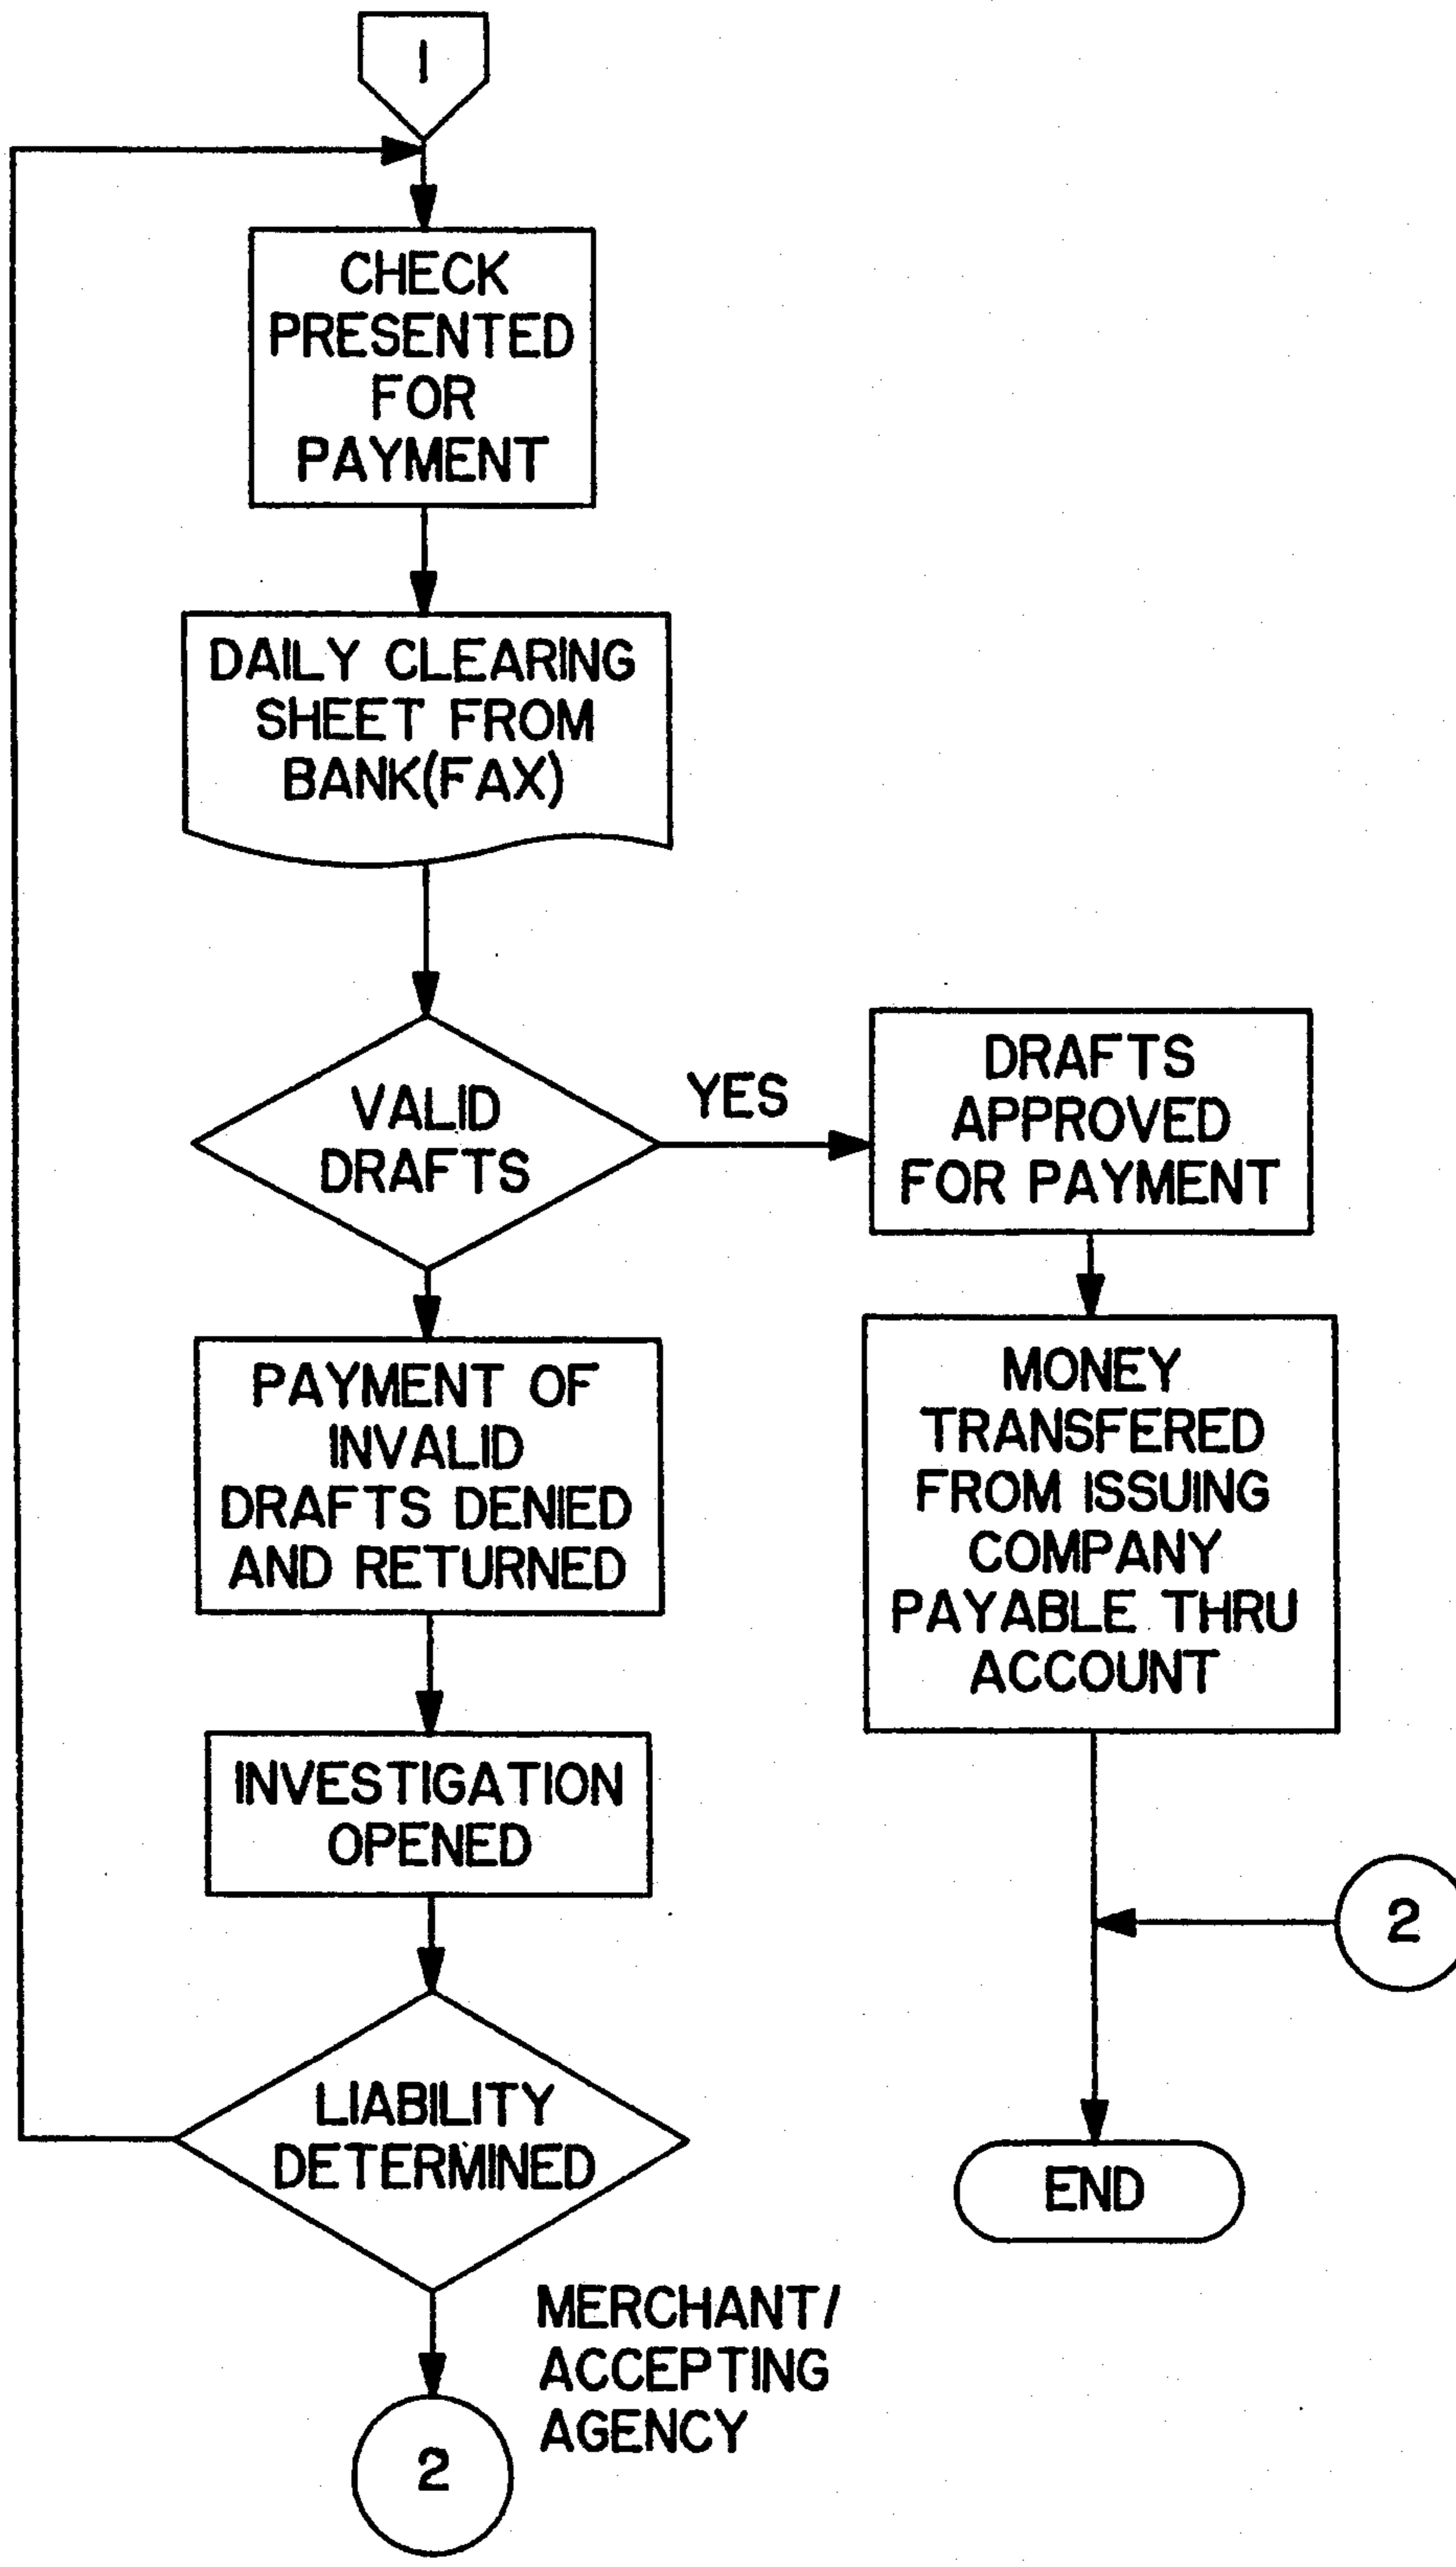 1
CHECK
PRESENTED
FOR
PAYMENT
DAILY CLEARING
SHEET FROM
BANK(FAX)
VALID
DRAFTS
YES
DRAFTS
APPROVED
FOR PAYMENT
PAYMENT OF
INVALID
DRAFTS DENIED
AND RETURNED
MONEY
TRANSFERED
FROM ISSUING
COMPANY
PAYABLE THRU
ACCOUNT
INVESTIGATION
OPENED
2
LIABILITY
DETERMINED
END
MERCHANT/
ACCEPTING
AGENCY
2